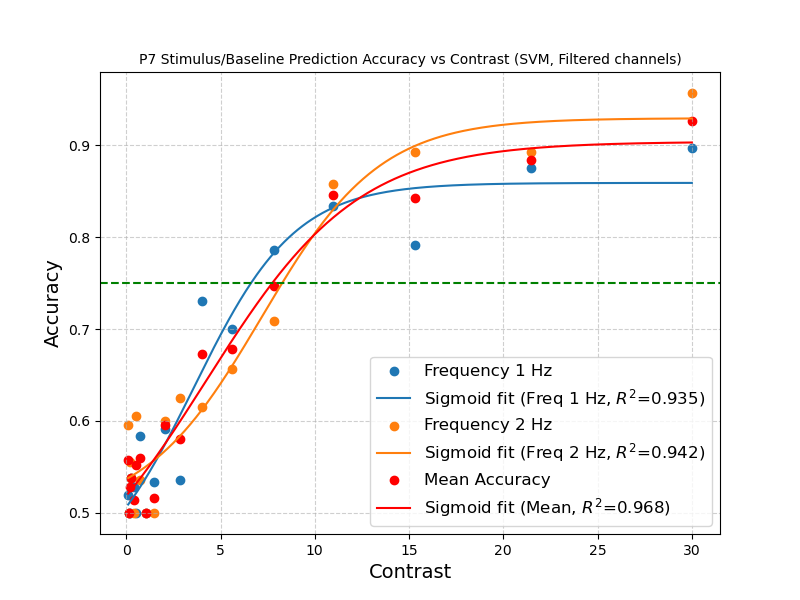 P7 Stimulus/Baseline Prediction Accuracy vs Contrast (SVM, Filtered channels)
Accuracy
0.9
0.8
0.7
0.6
0.5
Frequency 1 Hz
Sigmoid fit (Freq 1 Hz, R²=0.935)
Frequency 2 Hz
Sigmoid fit (Freq 2 Hz, R²=0.942)
Mean Accuracy
Sigmoid fit (Mean, R²=0.968)
0 5 10 15 20 25 30
Contrast